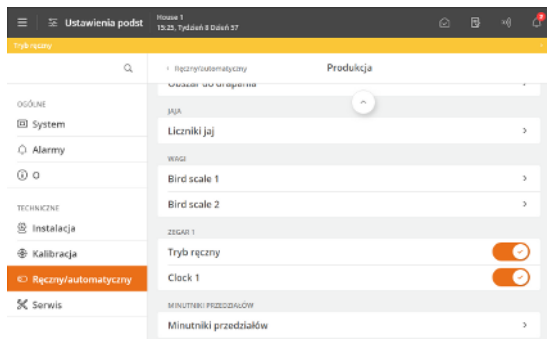 Ustawienia podst
House 1
15:25, Tydzień 8 Dzień 57
2
Tryb ręczny
Ręczny/automatyczny
Produkcja
Obszar do drapania
OGÓLNE
System
Alarmy
O
TECHNICZNE
Instalacja
Kalibracja
Ręczny/automatyczny
Serwis
JAJA
Liczniki jaj
WAGI
Bird scale 1
Bird scale 2
ZEGAR 1
Tryb ręczny
Clock 1
MINUTNIKI PRZEDZIAŁÓW
Minutniki przedziałów